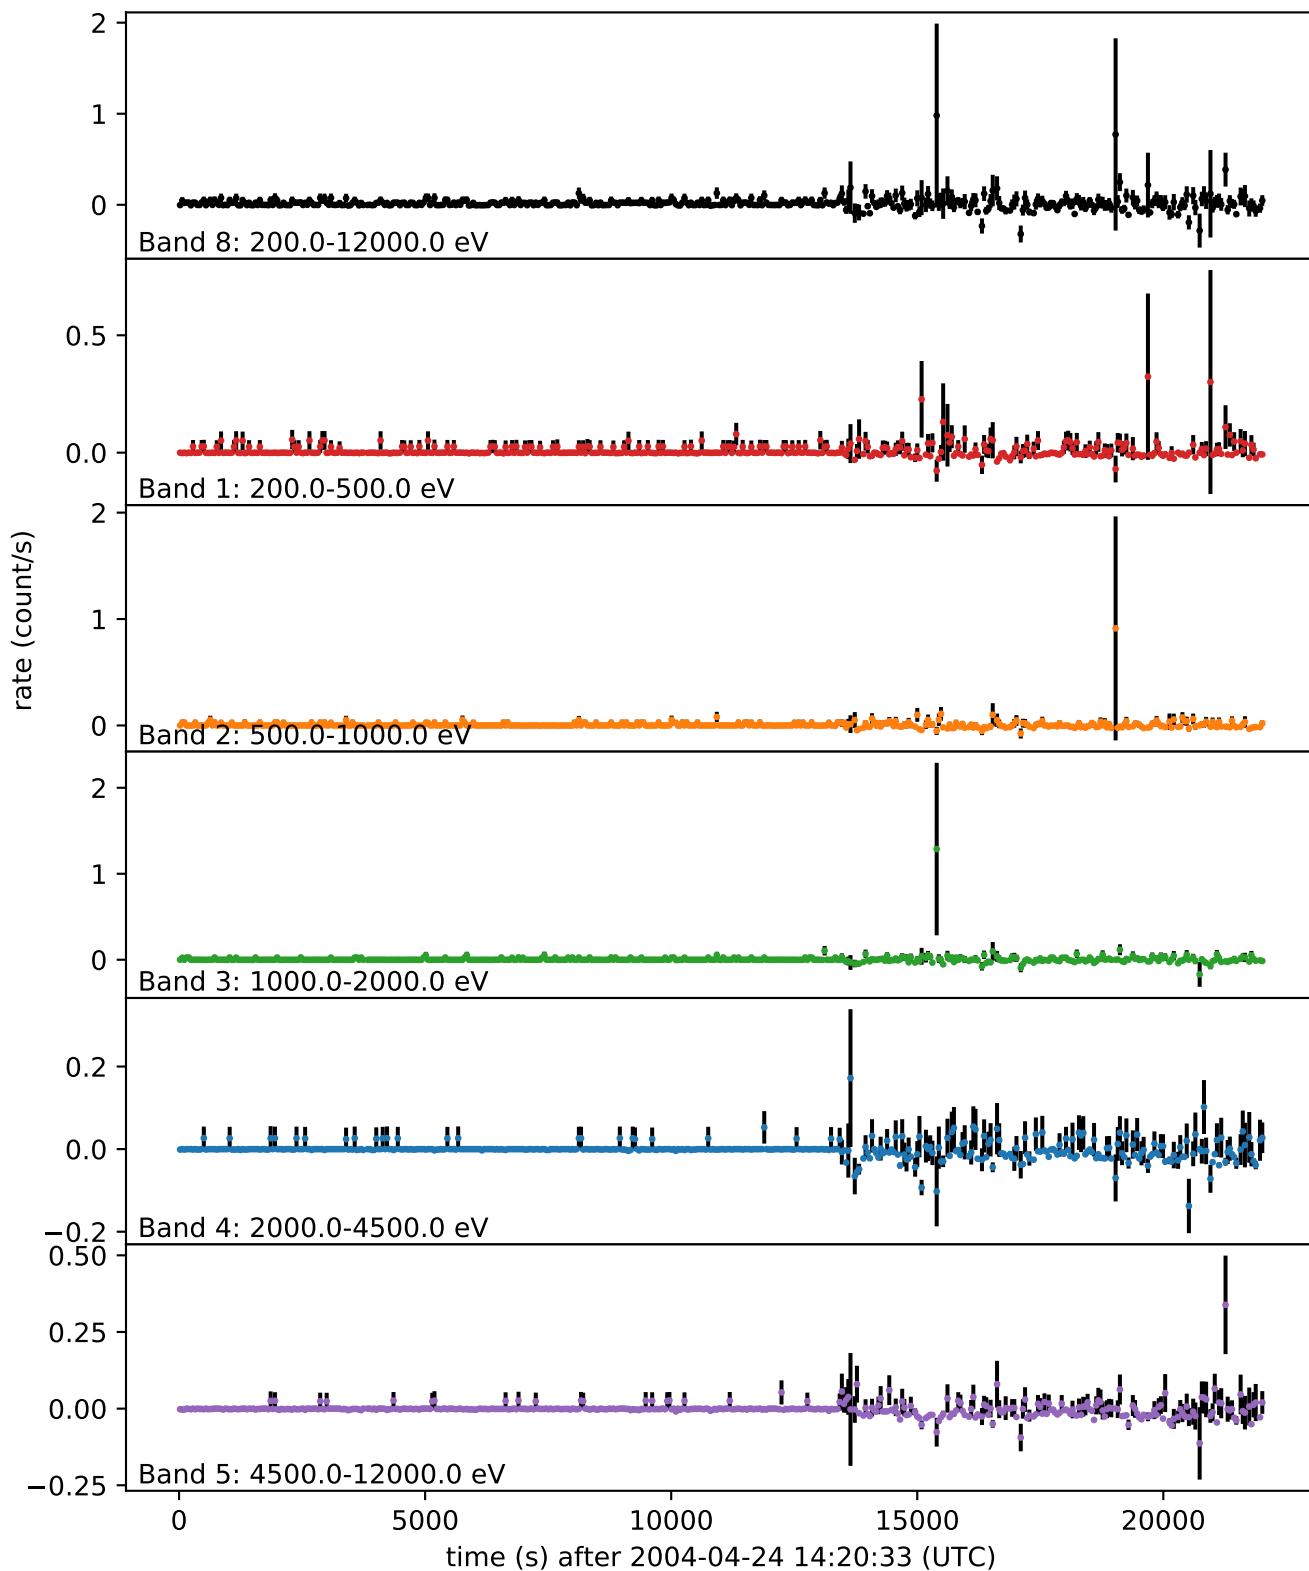 2
1
0
Band 8: 200.0-12000.0 eV
0.5
0.0
Band 1: 200.0-500.0 eV
rate (count/s)
2
1
0
Band 2: 500.0-1000.0 eV
2
1
0
Band 3: 1000.0-2000.0 eV
0.2
0.0
−0.2
Band 4: 2000.0-4500.0 eV
0.50
0.25
0.00
−0.25
Band 5: 4500.0-12000.0 eV
0 5000 10000 15000 20000
time (s) after 2004-04-24 14:20:33 (UTC)